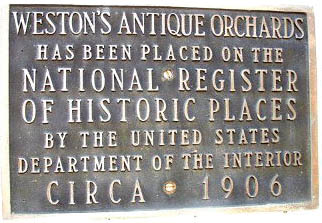 WESTON'S ANTIQUE ORCHARDS
HAS BEEN PLACED ON THE
NATIONAL REGISTER
OF HISTORIC PLACES
BY THE UNITED STATES
DEPARTMENT OF THE INTERIOR
CIRCA 1906